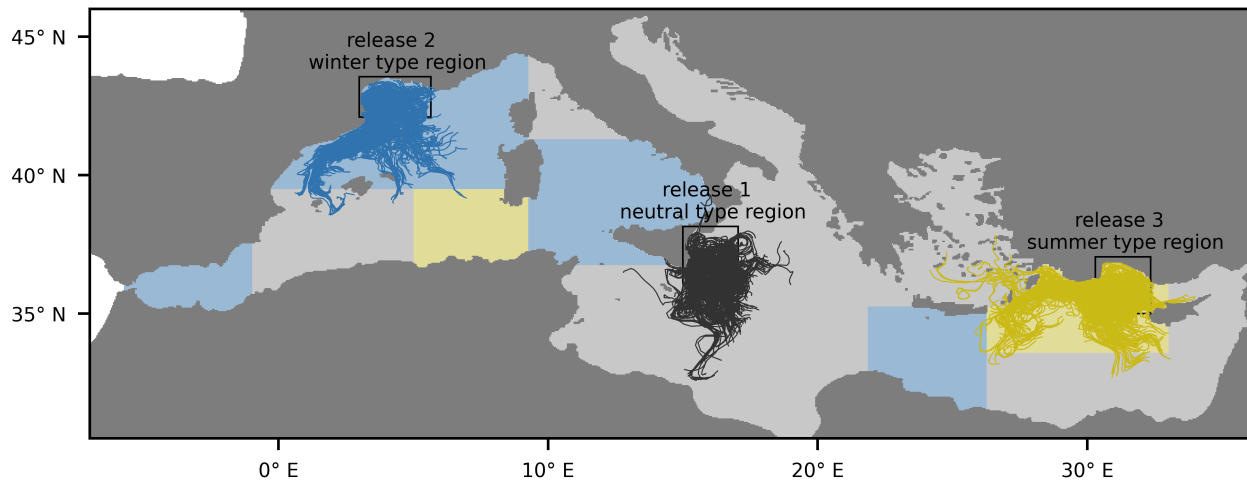 45° N
40° N
35° N
release 2
winter type region
release 1
neutral type region
release 3
summer type region
0° E
10° E
20° E
30° E